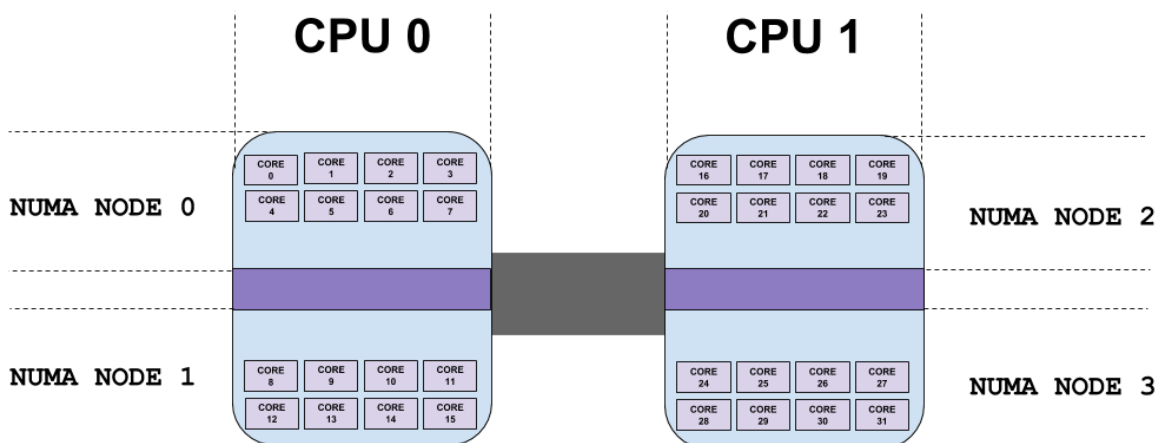 CPU 0
CPU 1
NUMA NODE 0
CORE 0
CORE 1
CORE 2
CORE 3
CORE 4
CORE 5
CORE 6
CORE 7
CORE 16
CORE 17
CORE 18
CORE 19
CORE 20
CORE 21
CORE 22
CORE 23
NUMA NODE 2
NUMA NODE 1
CORE 8
CORE 9
CORE 10
CORE 11
CORE 12
CORE 13
CORE 14
CORE 15
CORE 24
CORE 25
CORE 26
CORE 27
CORE 28
CORE 29
CORE 30
CORE 31
NUMA NODE 3